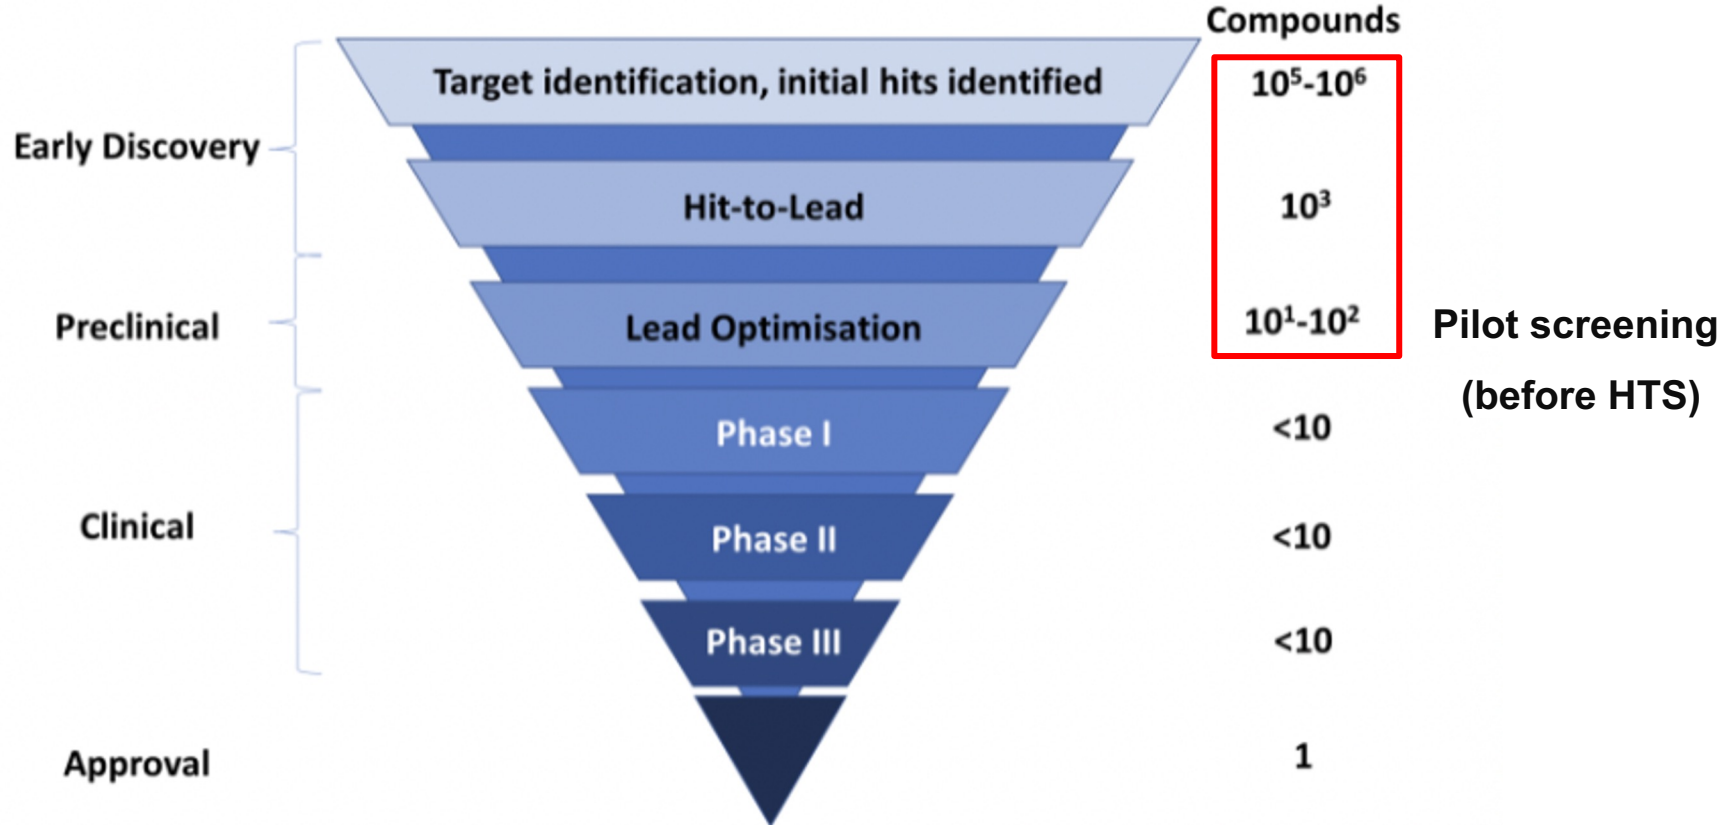 Compounds
Target identification, initial hits identified
10⁵-10⁶
Early Discovery
Hit-to-Lead
10³
Preclinical
Lead Optimisation
10¹-10²
Pilot screening
(before HTS)
Phase I
<10
Clinical
Phase II
<10
Phase III
<10
Approval
1